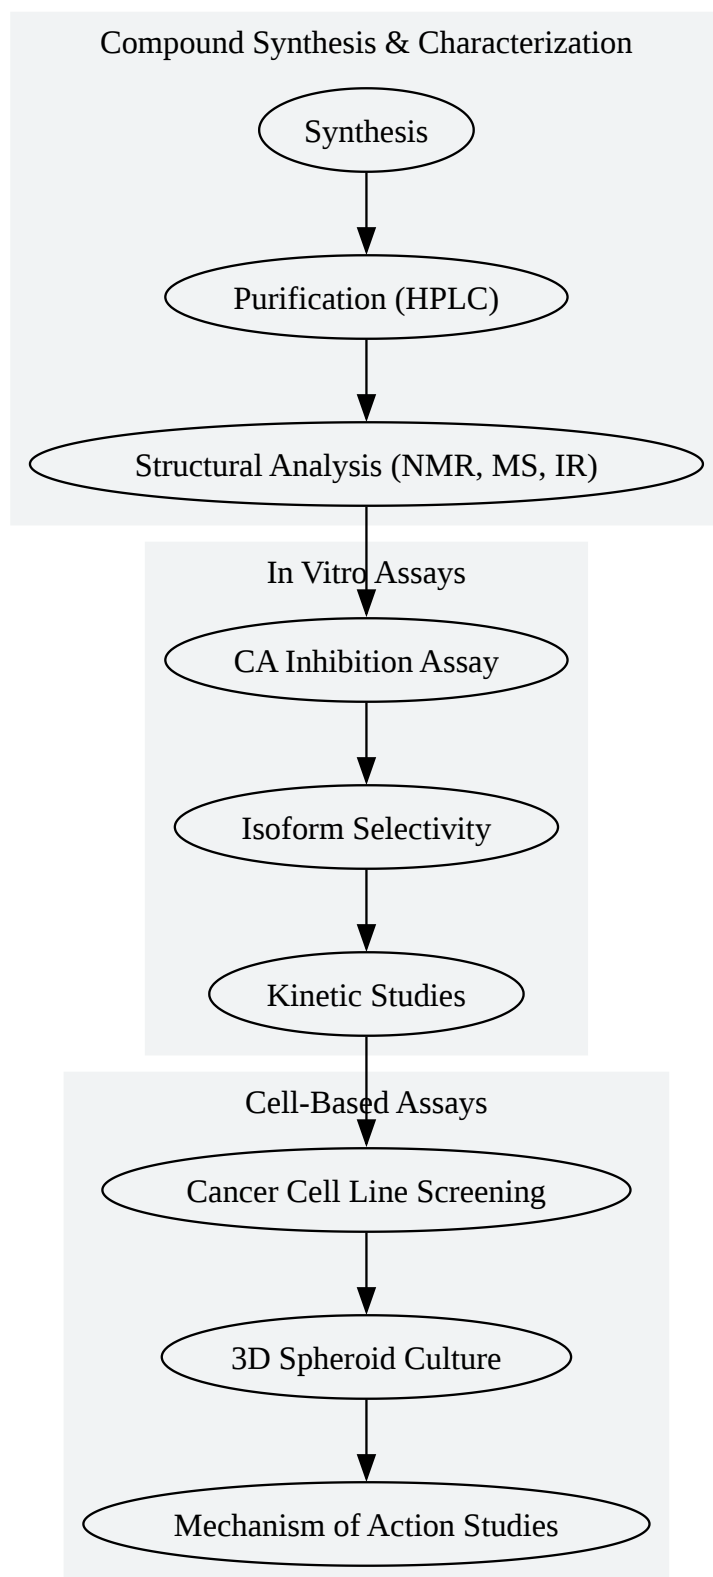 Compound Synthesis & Characterization
Synthesis
Purification (HPLC)
Structural Analysis (NMR, MS, IR)
In Vitro Assays
CA Inhibition Assay
Isoform Selectivity
Kinetic Studies
Cell-Based Assays
Cancer Cell Line Screening
3D Spheroid Culture
Mechanism of Action Studies